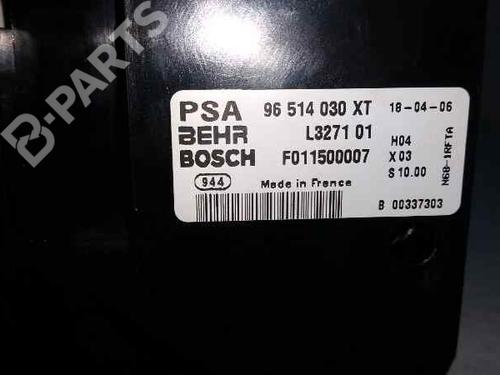 B-PARTS
PSA 96 514 030 XT 18-04-06
BEHR L3271 01 H04
BOSCH F011500007 X 03
S 10.00
944 Made in France
N68-1RFTA
B 00337303